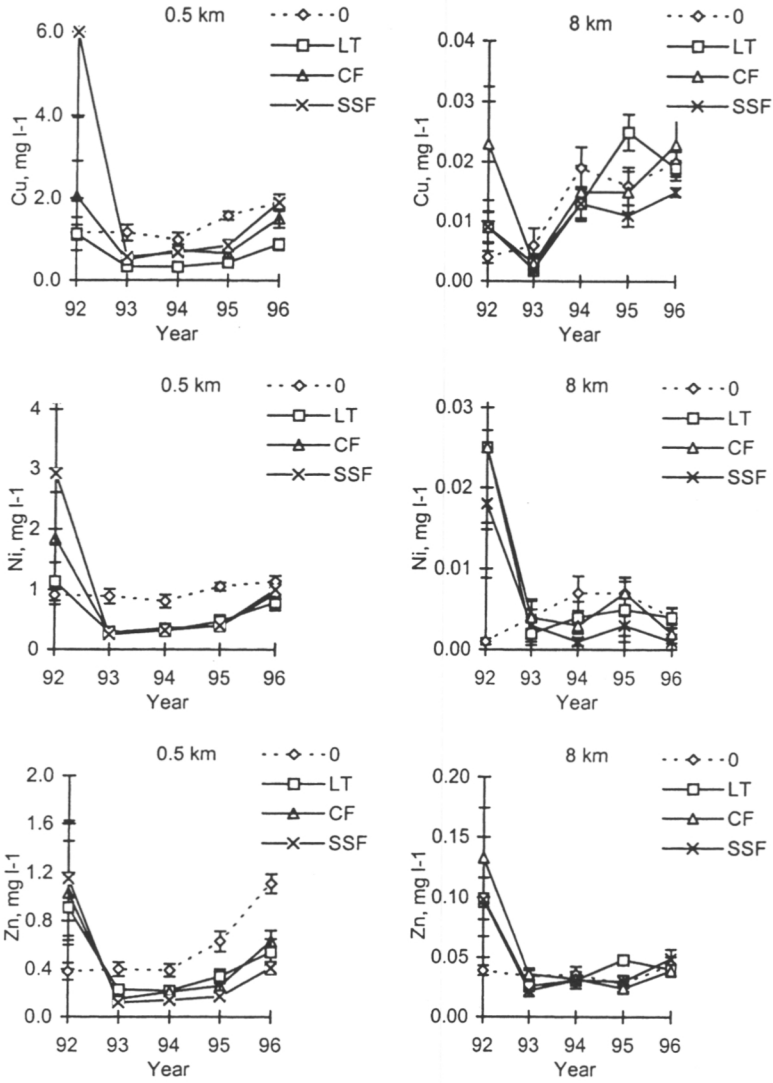 0.5 km
0
LT
CF
SSF
6.0
4.0
2.0
0.0
Cu, mg l-1
92 93 94 95 96
Year
8 km
0
LT
CF
SSF
0.04
0.03
0.02
0.01
0.00
Cu, mg l-1
92 93 94 95 96
Year
0.5 km
0
LT
CF
SSF
4
3
2
1
0
Ni, mg l-1
92 93 94 95 96
Year
8 km
0
LT
CF
SSF
0.03
0.02
0.01
0.00
Ni, mg l-1
92 93 94 95 96
Year
0.5 km
0
LT
CF
SSF
2.0
1.6
1.2
0.8
0.4
0.0
Zn, mg l-1
92 93 94 95 96
Year
8 km
0
LT
CF
SSF
0.20
0.15
0.10
0.05
0.00
Zn, mg l-1
92 93 94 95 96
Year